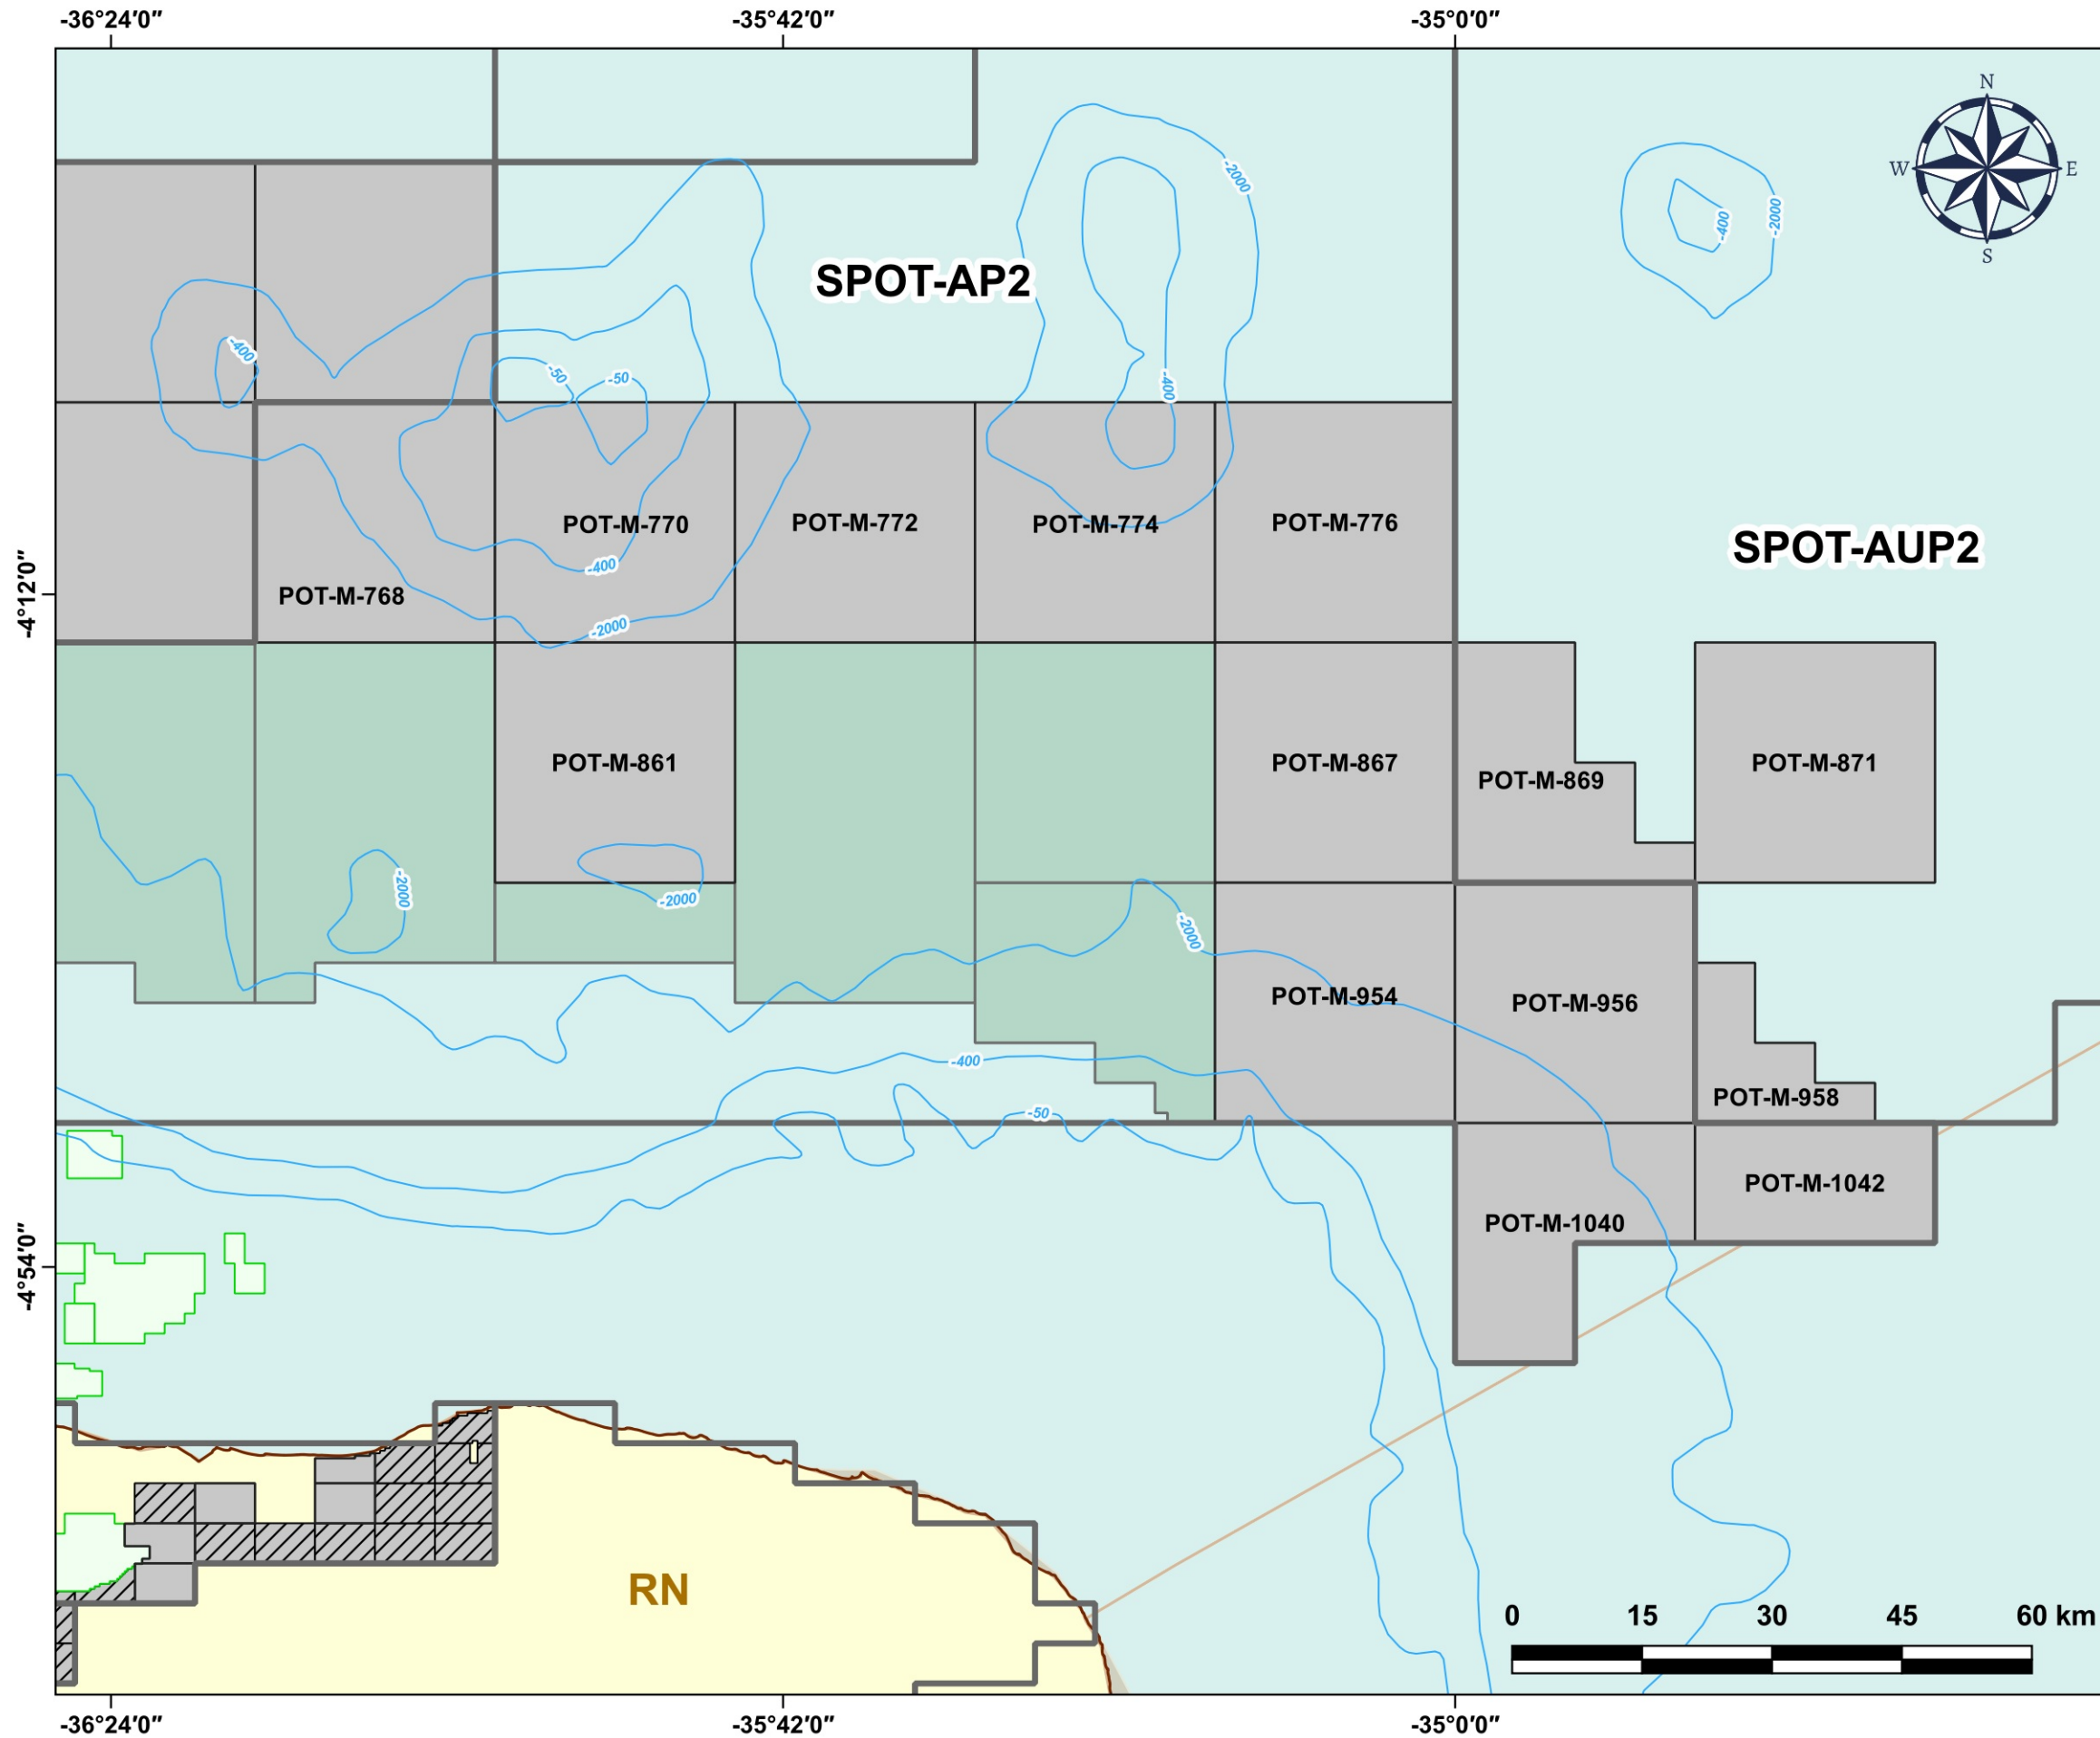 -36°24'0" -35°42'0" -35°0'0"
N
W E
S
-2000
-2000
-400
SPOT-AP2
-400
-50
-50
-400
POT-M-770 POT-M-772 POT-M-774 POT-M-776
SPOT-AUP2
-400
-4°12'0"
POT-M-768
-2000
POT-M-861 POT-M-867 POT-M-869 POT-M-871
-2000
-2000
-2000
POT-M-954 POT-M-956
-400
POT-M-958
-50
POT-M-1042
POT-M-1040
-4°54'0"
RN
0 15 30 45 60 km
-36°24'0" -35°42'0" -35°0'0"